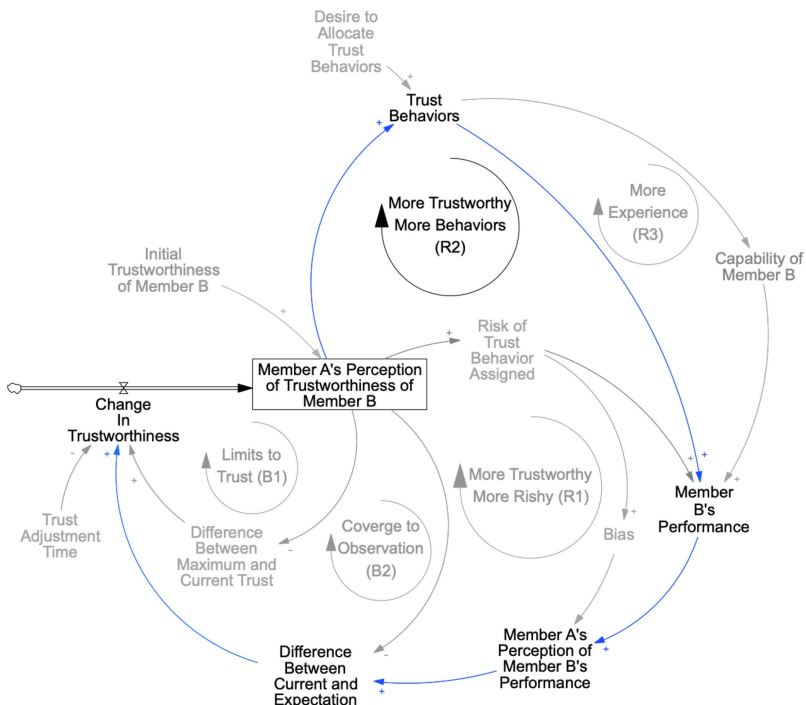 Desire to
Allocate
Trust
Behaviors
+
Trust
Behaviors
+
More Trustworthy
More Behaviors
(R2)
More
Experience
(R3)
Capability of
Member B
Initial
Trustworthiness
of Member B
+
+
Risk of
Trust
Behavior
Assigned
Member A's Perception
of Trustworthiness of
Member B
Change
In
Trustworthiness
-
+
+
Limits to
Trust (B1)
More Trustworthy
More Rishy (R1)
+
+
+
+
Member
B's
Performance
Trust
Adjustment
Time
Difference
Between
Maximum and
Current Trust
-
Coverge to
Observation
(B2)
Bias
Difference
Between
Current and
Expectation
-
+
Member A's
Perception of
Member B's
Performance
+